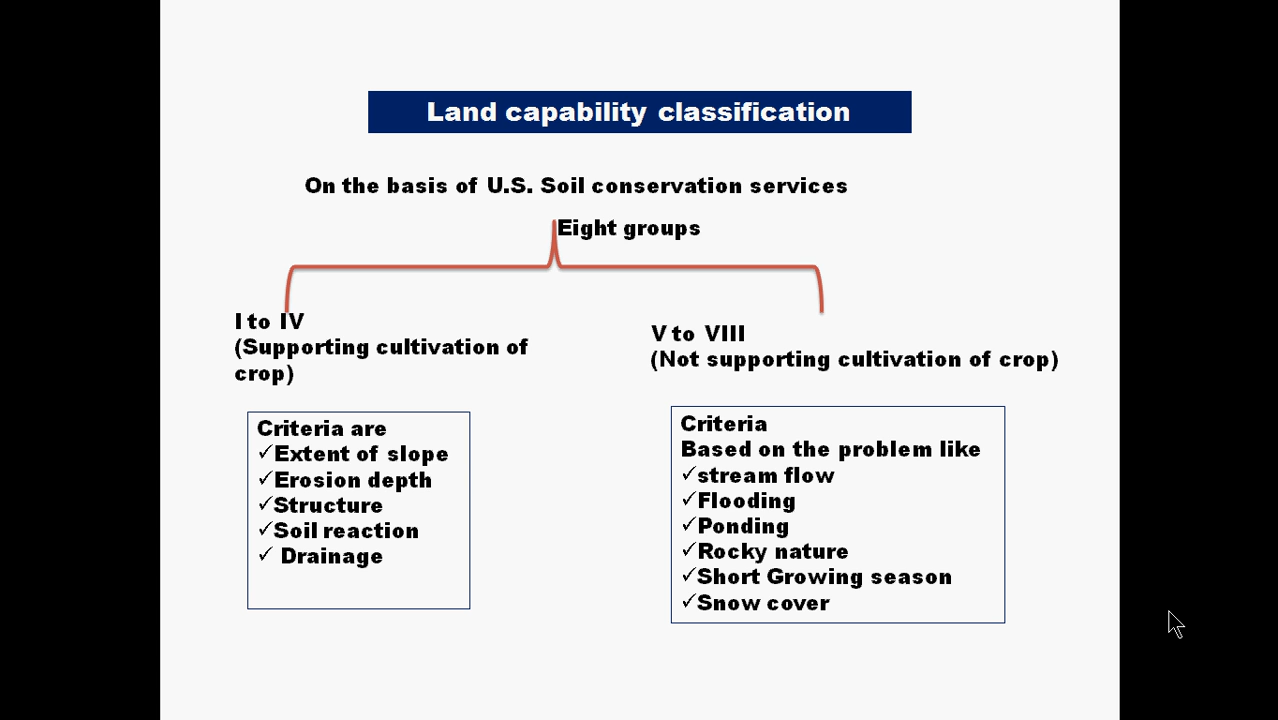 Land capability classification
On the basis of U.S. Soil conservation services
Eight groups
I to IV
(Supporting cultivation of
crop)
Criteria are
✓Extent of slope
✓Erosion depth
✓Structure
✓Soil reaction
✓ Drainage
V to VIII
(Not supporting cultivation of crop)
Criteria
Based on the problem like
✓stream flow
✓Flooding
✓Ponding
✓Rocky nature
✓Short Growing season
✓Snow cover